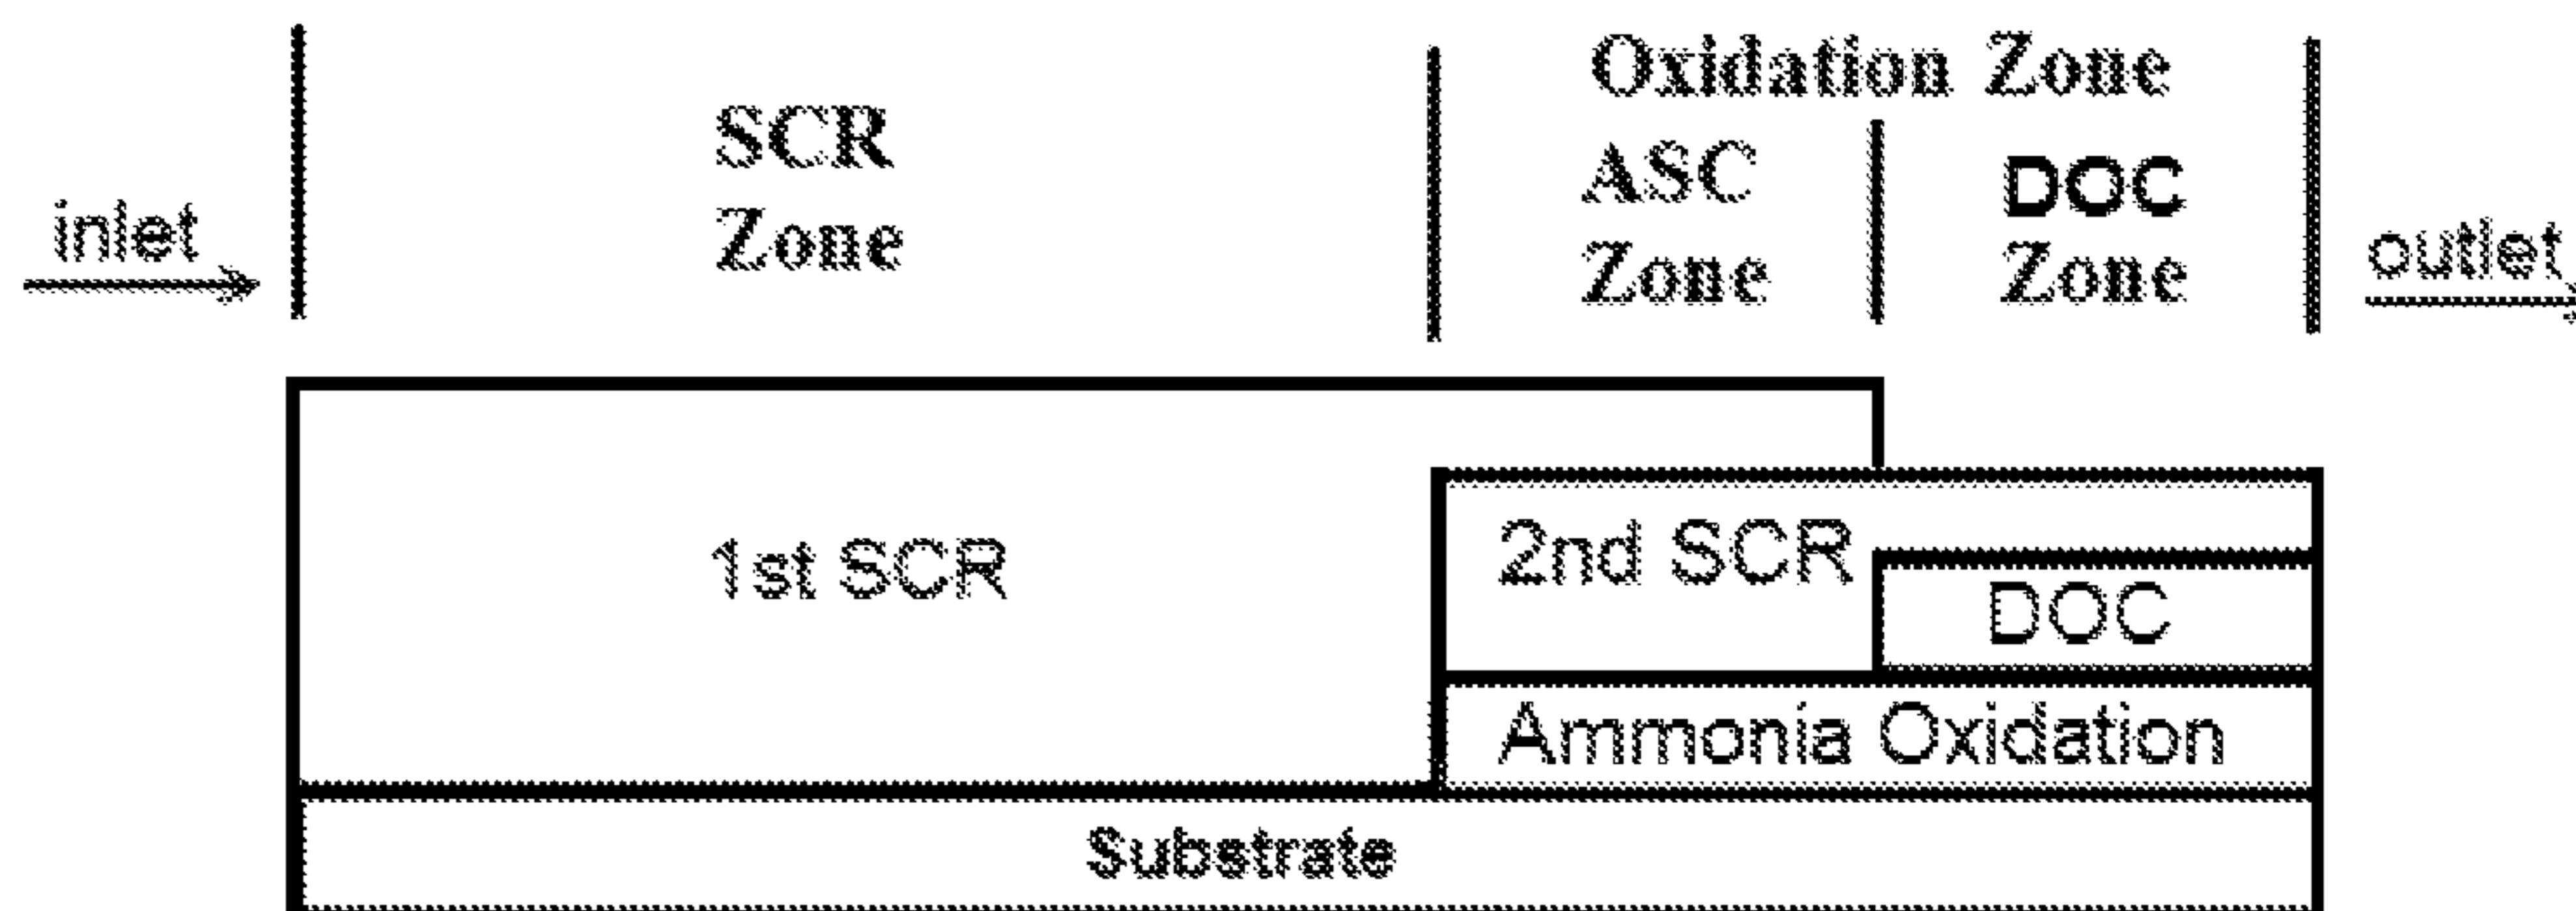 inlet
SCR
Zone
Oxidation Zone
ASC
Zone
DOC
Zone
outlet
1st SCR
2nd SCR
DOC
Ammonia Oxidation
Substrate